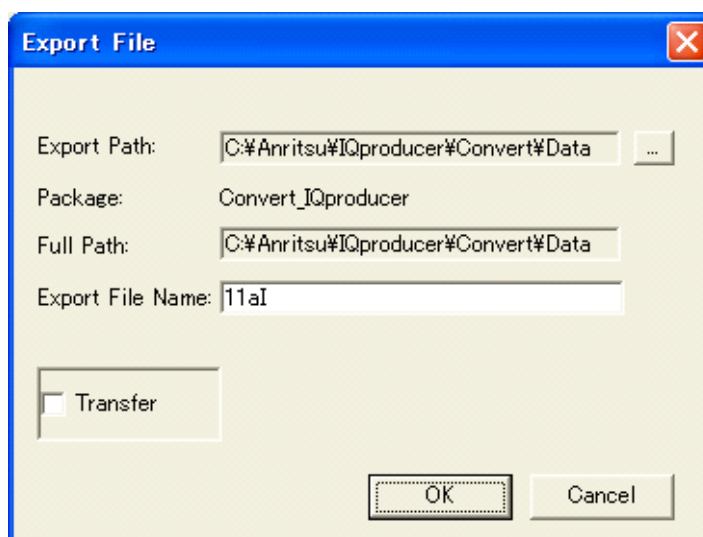 Export File
Export Path: C:¥Anritsu¥IQproducer¥Convert¥Data ...
Package: Convert_IQproducer
Full Path: C:¥Anritsu¥IQproducer¥Convert¥Data
Export File Name: 11aI
Transfer
OK Cancel